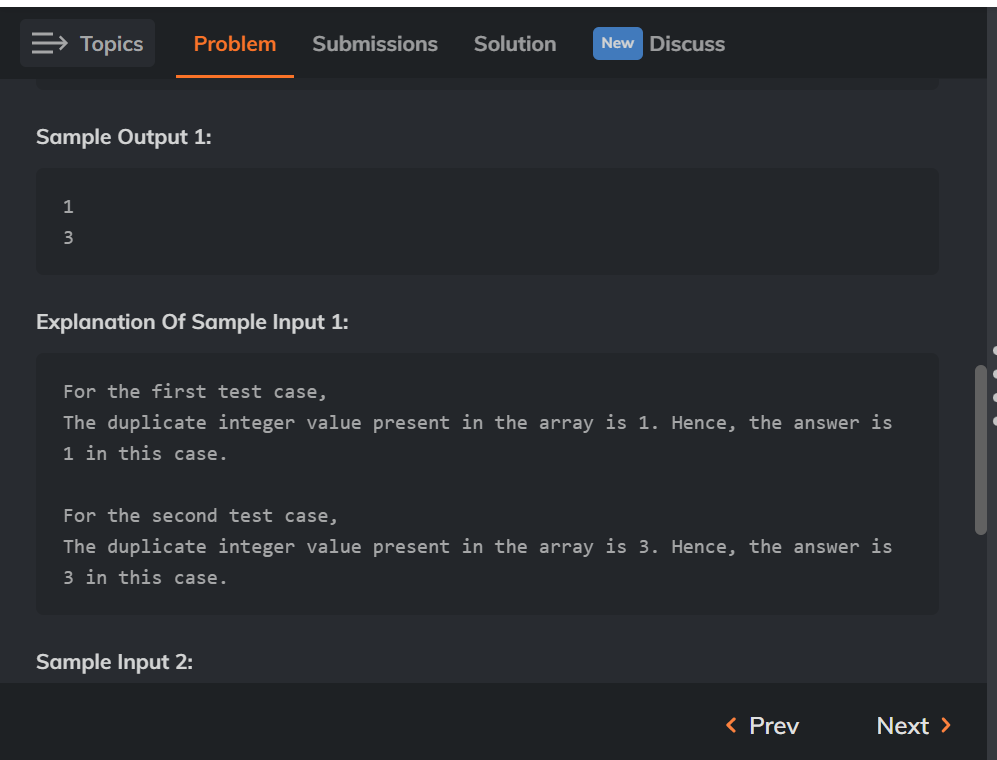 Topics Problem Submissions Solution New Discuss
Sample Output 1:
1
3
Explanation Of Sample Input 1:
For the first test case,
The duplicate integer value present in the array is 1. Hence, the answer is
1 in this case.
For the second test case,
The duplicate integer value present in the array is 3. Hence, the answer is
3 in this case.
Sample Input 2:
Prev Next